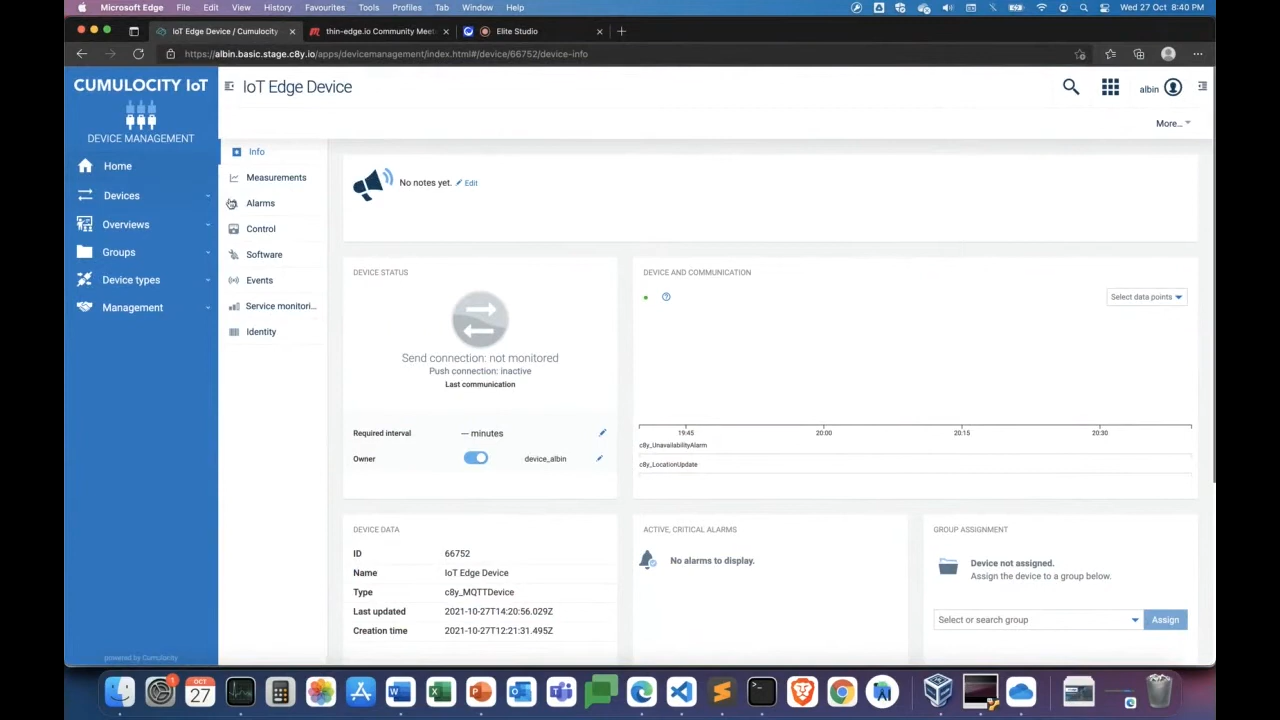 Microsoft Edge File Edit View History Favourites Tools Profiles Tab Window Help Wed 27 Oct 8:40 PM
IoT Edge Device / Cumulocity thin-edge.io Community Meet Elite Studio
https://albin.basic.stage.c8y.io/apps/devicemanagement/index.html#/device/66752/device-info
CUMULOCITY IoT
DEVICE MANAGEMENT
Home
Devices
Overviews
Groups
Device types
Management
powered by Cumulocity
IoT Edge Device
albin
More...
Info
Measurements
Alarms
Control
Software
Events
Service monitori...
Identity
No notes yet. Edit
DEVICE STATUS
Send connection: not monitored
Push connection: inactive
Last communication
Required interval — minutes
Owner device_albin
DEVICE AND COMMUNICATION
Select data points
19:45 20:00 20:15 20:30
c8y_UnavailabilityAlarm
c8y_LocationUpdate
DEVICE DATA
ID 66752
Name IoT Edge Device
Type c8y_MQTTDevice
Last updated 2021-10-27T14:20:56.029Z
Creation time 2021-10-27T12:21:31.495Z
ACTIVE, CRITICAL ALARMS
No alarms to display.
GROUP ASSIGNMENT
Device not assigned.
Assign the device to a group below.
Select or search group Assign
1
OCT
27